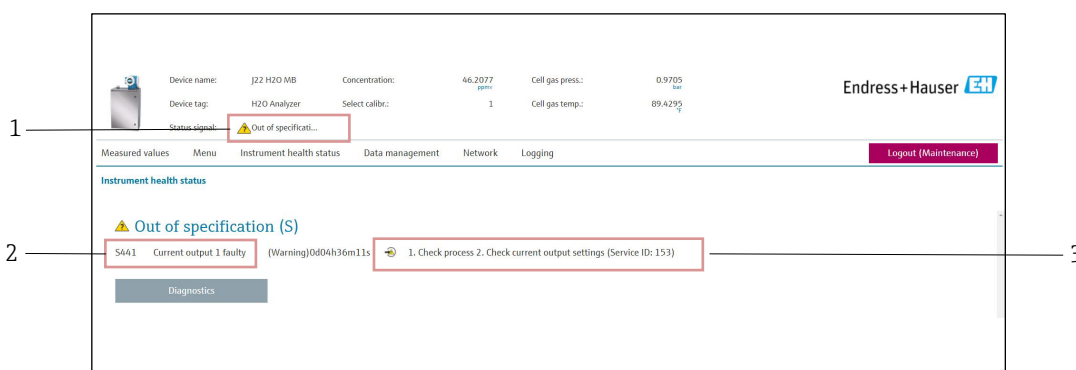 Device name: J22 H2O MB Concentration: 46.2077 ppmv Cell gas press.: 0.9705 bar
Endress+Hauser EH
Device tag: H2O Analyzer Select calibr.: 1 Cell gas temp.: 89.4295 °F
1
Status signal: Out of specificati...
Measured values Menu Instrument health status Data management Network Logging Logout (Maintenance)
Instrument health status
Out of specification (S)
2
S441 Current output 1 faulty (Warning)0d04h36m11s 1. Check process 2. Check current output settings (Service ID: 153)
3
Diagnostics